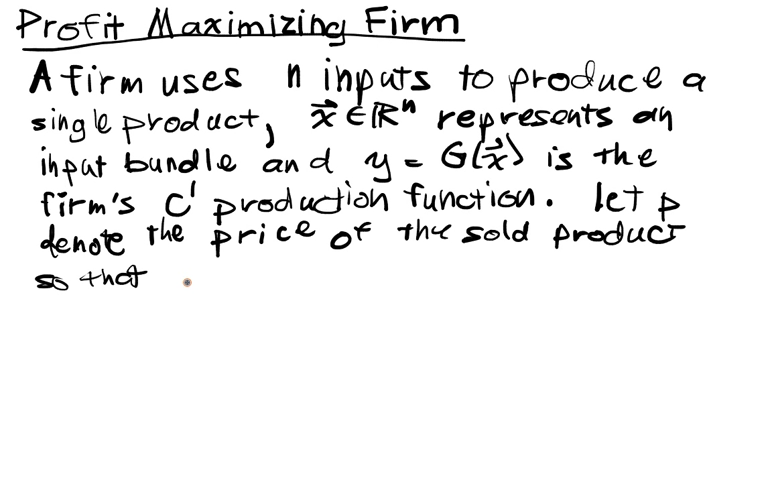 Profit Maximizing Firm
A firm uses n inputs to produce a
single product, x⃗ ∈ ℝⁿ represents an
input bundle and y = G(x⃗) is the
firm's C¹ production function. let p
denote the price of the sold product
so that